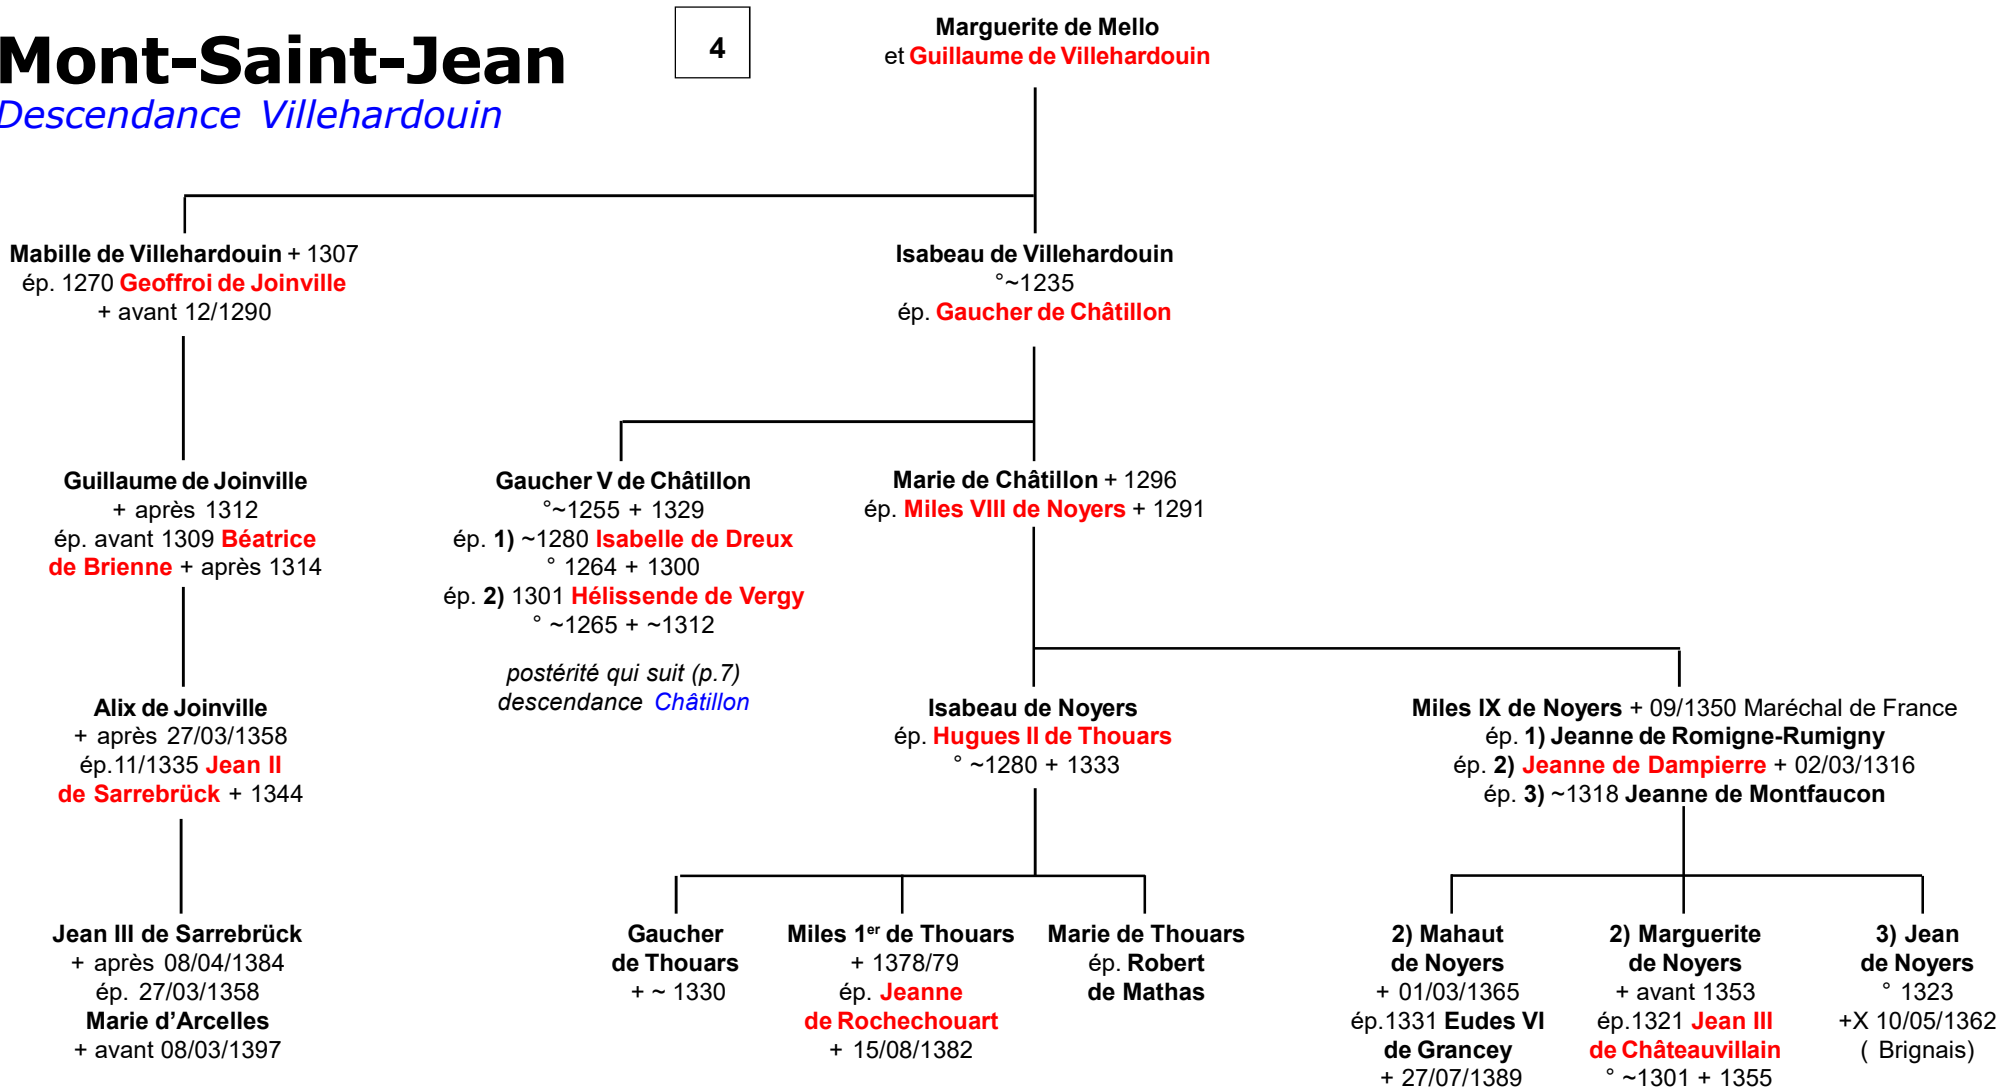 Mont-Saint-Jean
Descendance Villehardouin
4
Marguerite de Mello
et Guillaume de Villehardouin
Mabille de Villehardouin + 1307
ép. 1270 Geoffroi de Joinville
+ avant 12/1290
Isabeau de Villehardouin
°~1235
ép. Gaucher de Châtillon
Guillaume de Joinville
+ après 1312
ép. avant 1309 Béatrice
de Brienne + après 1314
Gaucher V de Châtillon
°~1255 + 1329
ép. 1) ~1280 Isabelle de Dreux
° 1264 + 1300
ép. 2) 1301 Hélissende de Vergy
° ~1265 + ~1312
postérité qui suit (p.7)
descendance Châtillon
Marie de Châtillon + 1296
ép. Miles VIII de Noyers + 1291
Alix de Joinville
+ après 27/03/1358
ép.11/1335 Jean II
de Sarrebrück + 1344
Isabeau de Noyers
ép. Hugues II de Thouars
° ~1280 + 1333
Miles IX de Noyers + 09/1350 Maréchal de France
ép. 1) Jeanne de Romigne-Rumigny
ép. 2) Jeanne de Dampierre + 02/03/1316
ép. 3) ~1318 Jeanne de Montfaucon
Jean III de Sarrebrück
+ après 08/04/1384
ép. 27/03/1358
Marie d'Arcelles
+ avant 08/03/1397
Gaucher
de Thouars
+ ~ 1330
Miles 1er de Thouars
+ 1378/79
ép. Jeanne
de Rochechouart
+ 15/08/1382
Marie de Thouars
ép. Robert
de Mathas
2) Mahaut
de Noyers
+ 01/03/1365
ép.1331 Eudes VI
de Grancey
+ 27/07/1389
2) Marguerite
de Noyers
+ avant 1353
ép.1321 Jean III
de Châteauvillain
° ~1301 + 1355
3) Jean
de Noyers
° 1323
+X 10/05/1362
( Brignais)